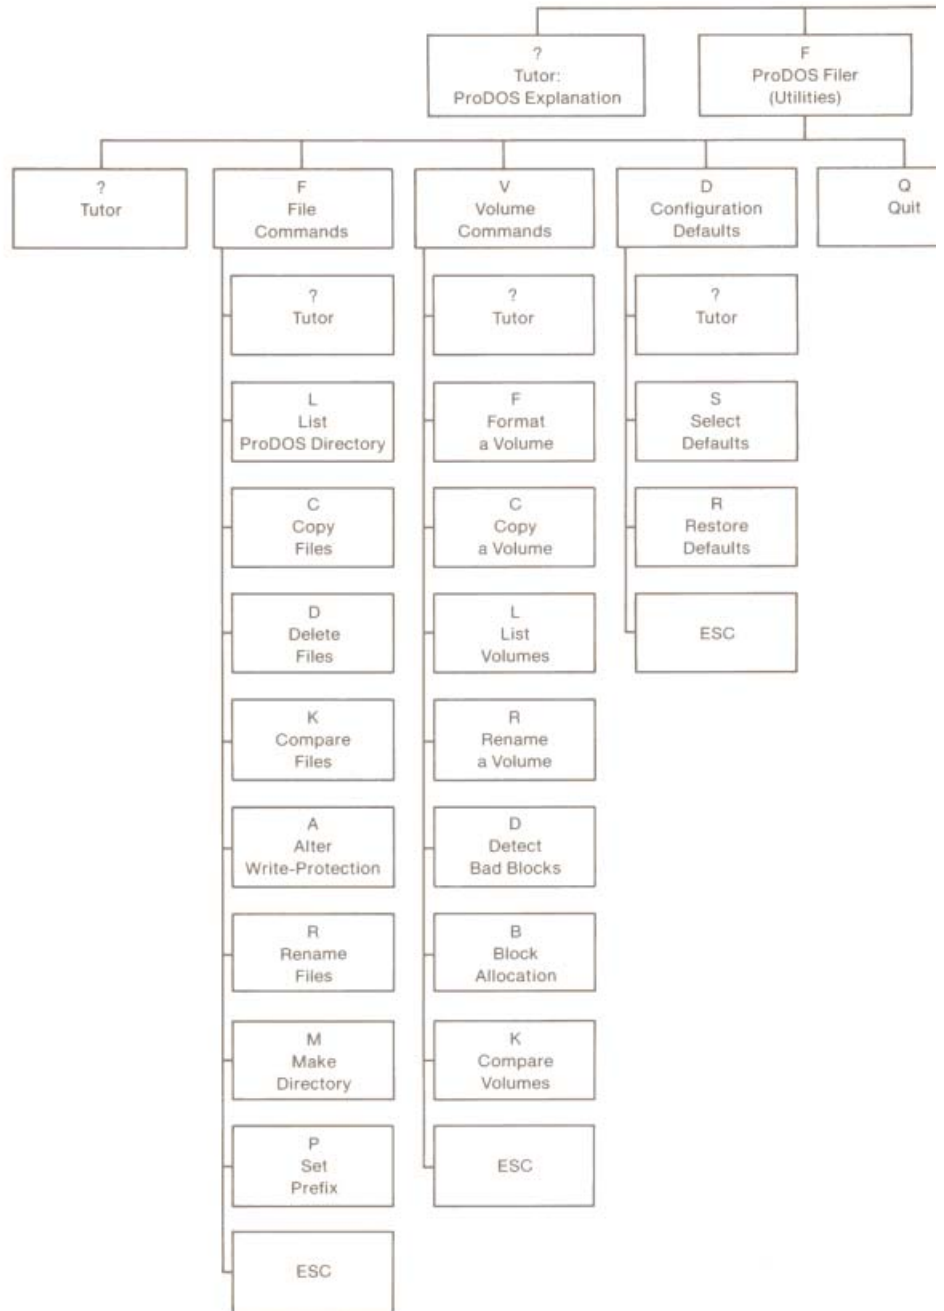 ?
Tutor:
ProDOS Explanation
F
ProDOS Filer
(Utilities)
?
Tutor
F
File
Commands
V
Volume
Commands
D
Configuration
Defaults
Q
Quit
?
Tutor
L
List
ProDOS Directory
C
Copy
Files
D
Delete
Files
K
Compare
Files
A
Alter
Write-Protection
R
Rename
Files
M
Make
Directory
P
Set
Prefix
ESC
?
Tutor
F
Format
a Volume
C
Copy
a Volume
L
List
Volumes
R
Rename
a Volume
D
Detect
Bad Blocks
B
Block
Allocation
K
Compare
Volumes
ESC
?
Tutor
S
Select
Defaults
R
Restore
Defaults
ESC